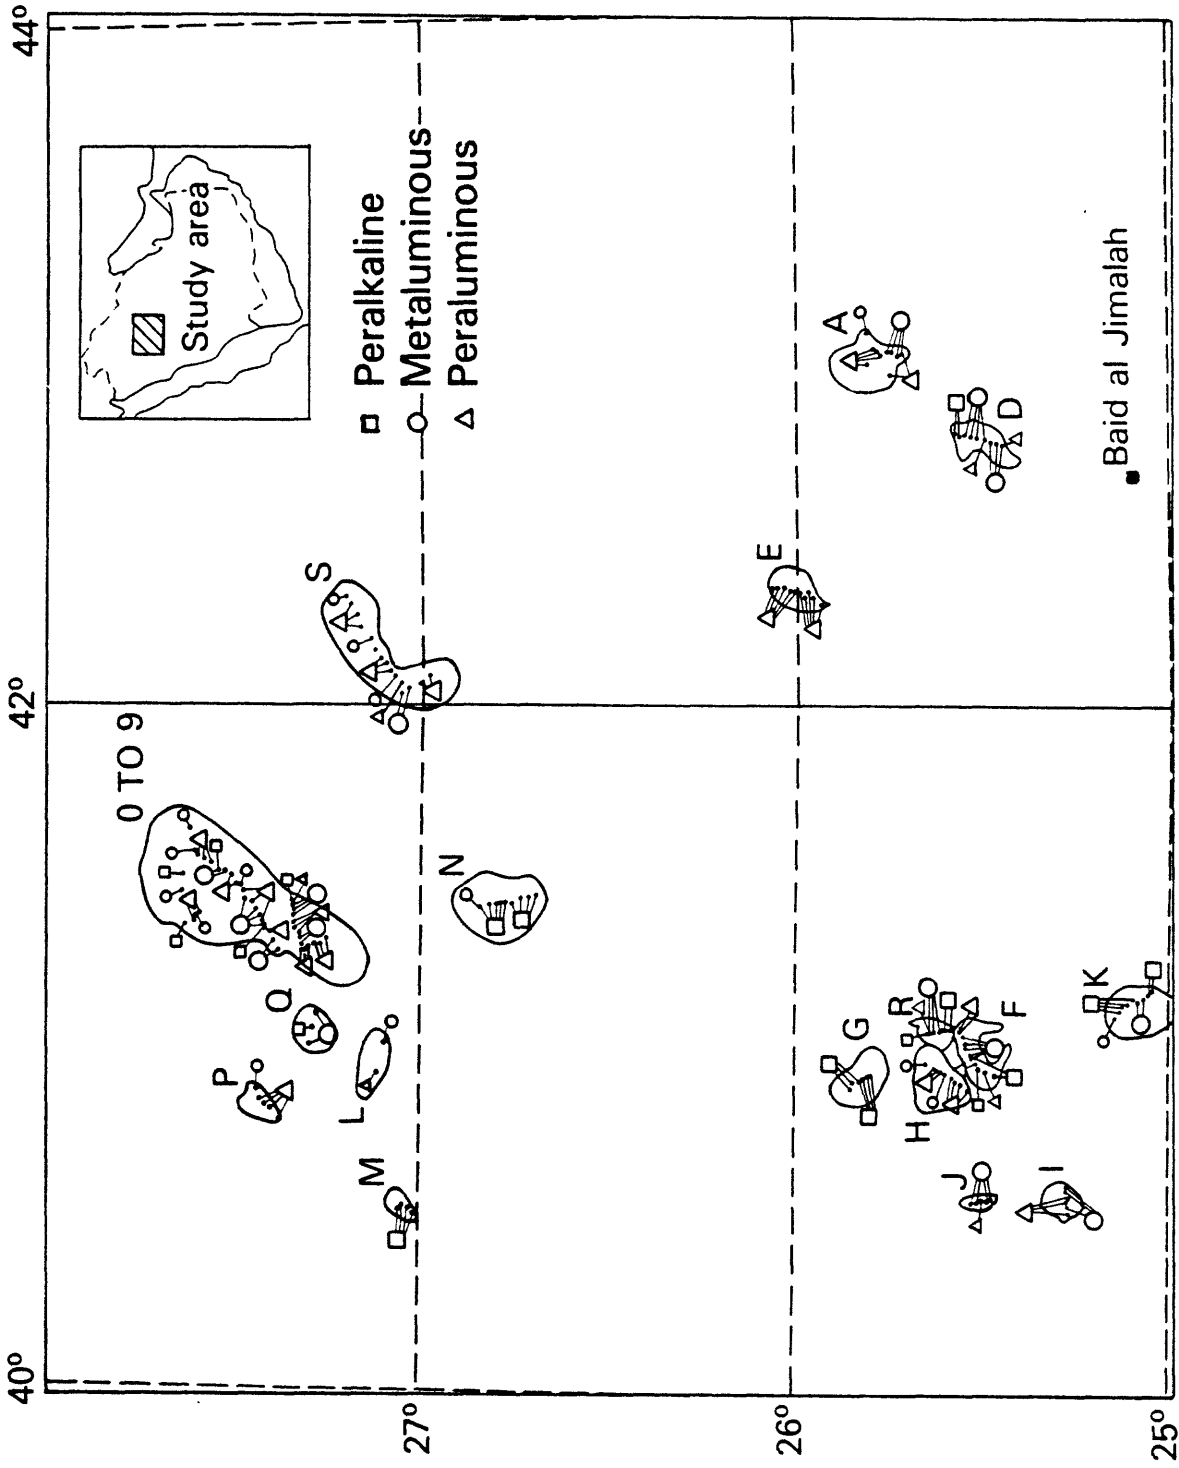 Study area
Peralkaline
Metaluminous
Peraluminous
0 TO 9
S
P
Q
L
M
N
E
A
D
G
R
F
H
K
J
I
Baid al Jimalah
40°
42°
44°
27°
26°
25°